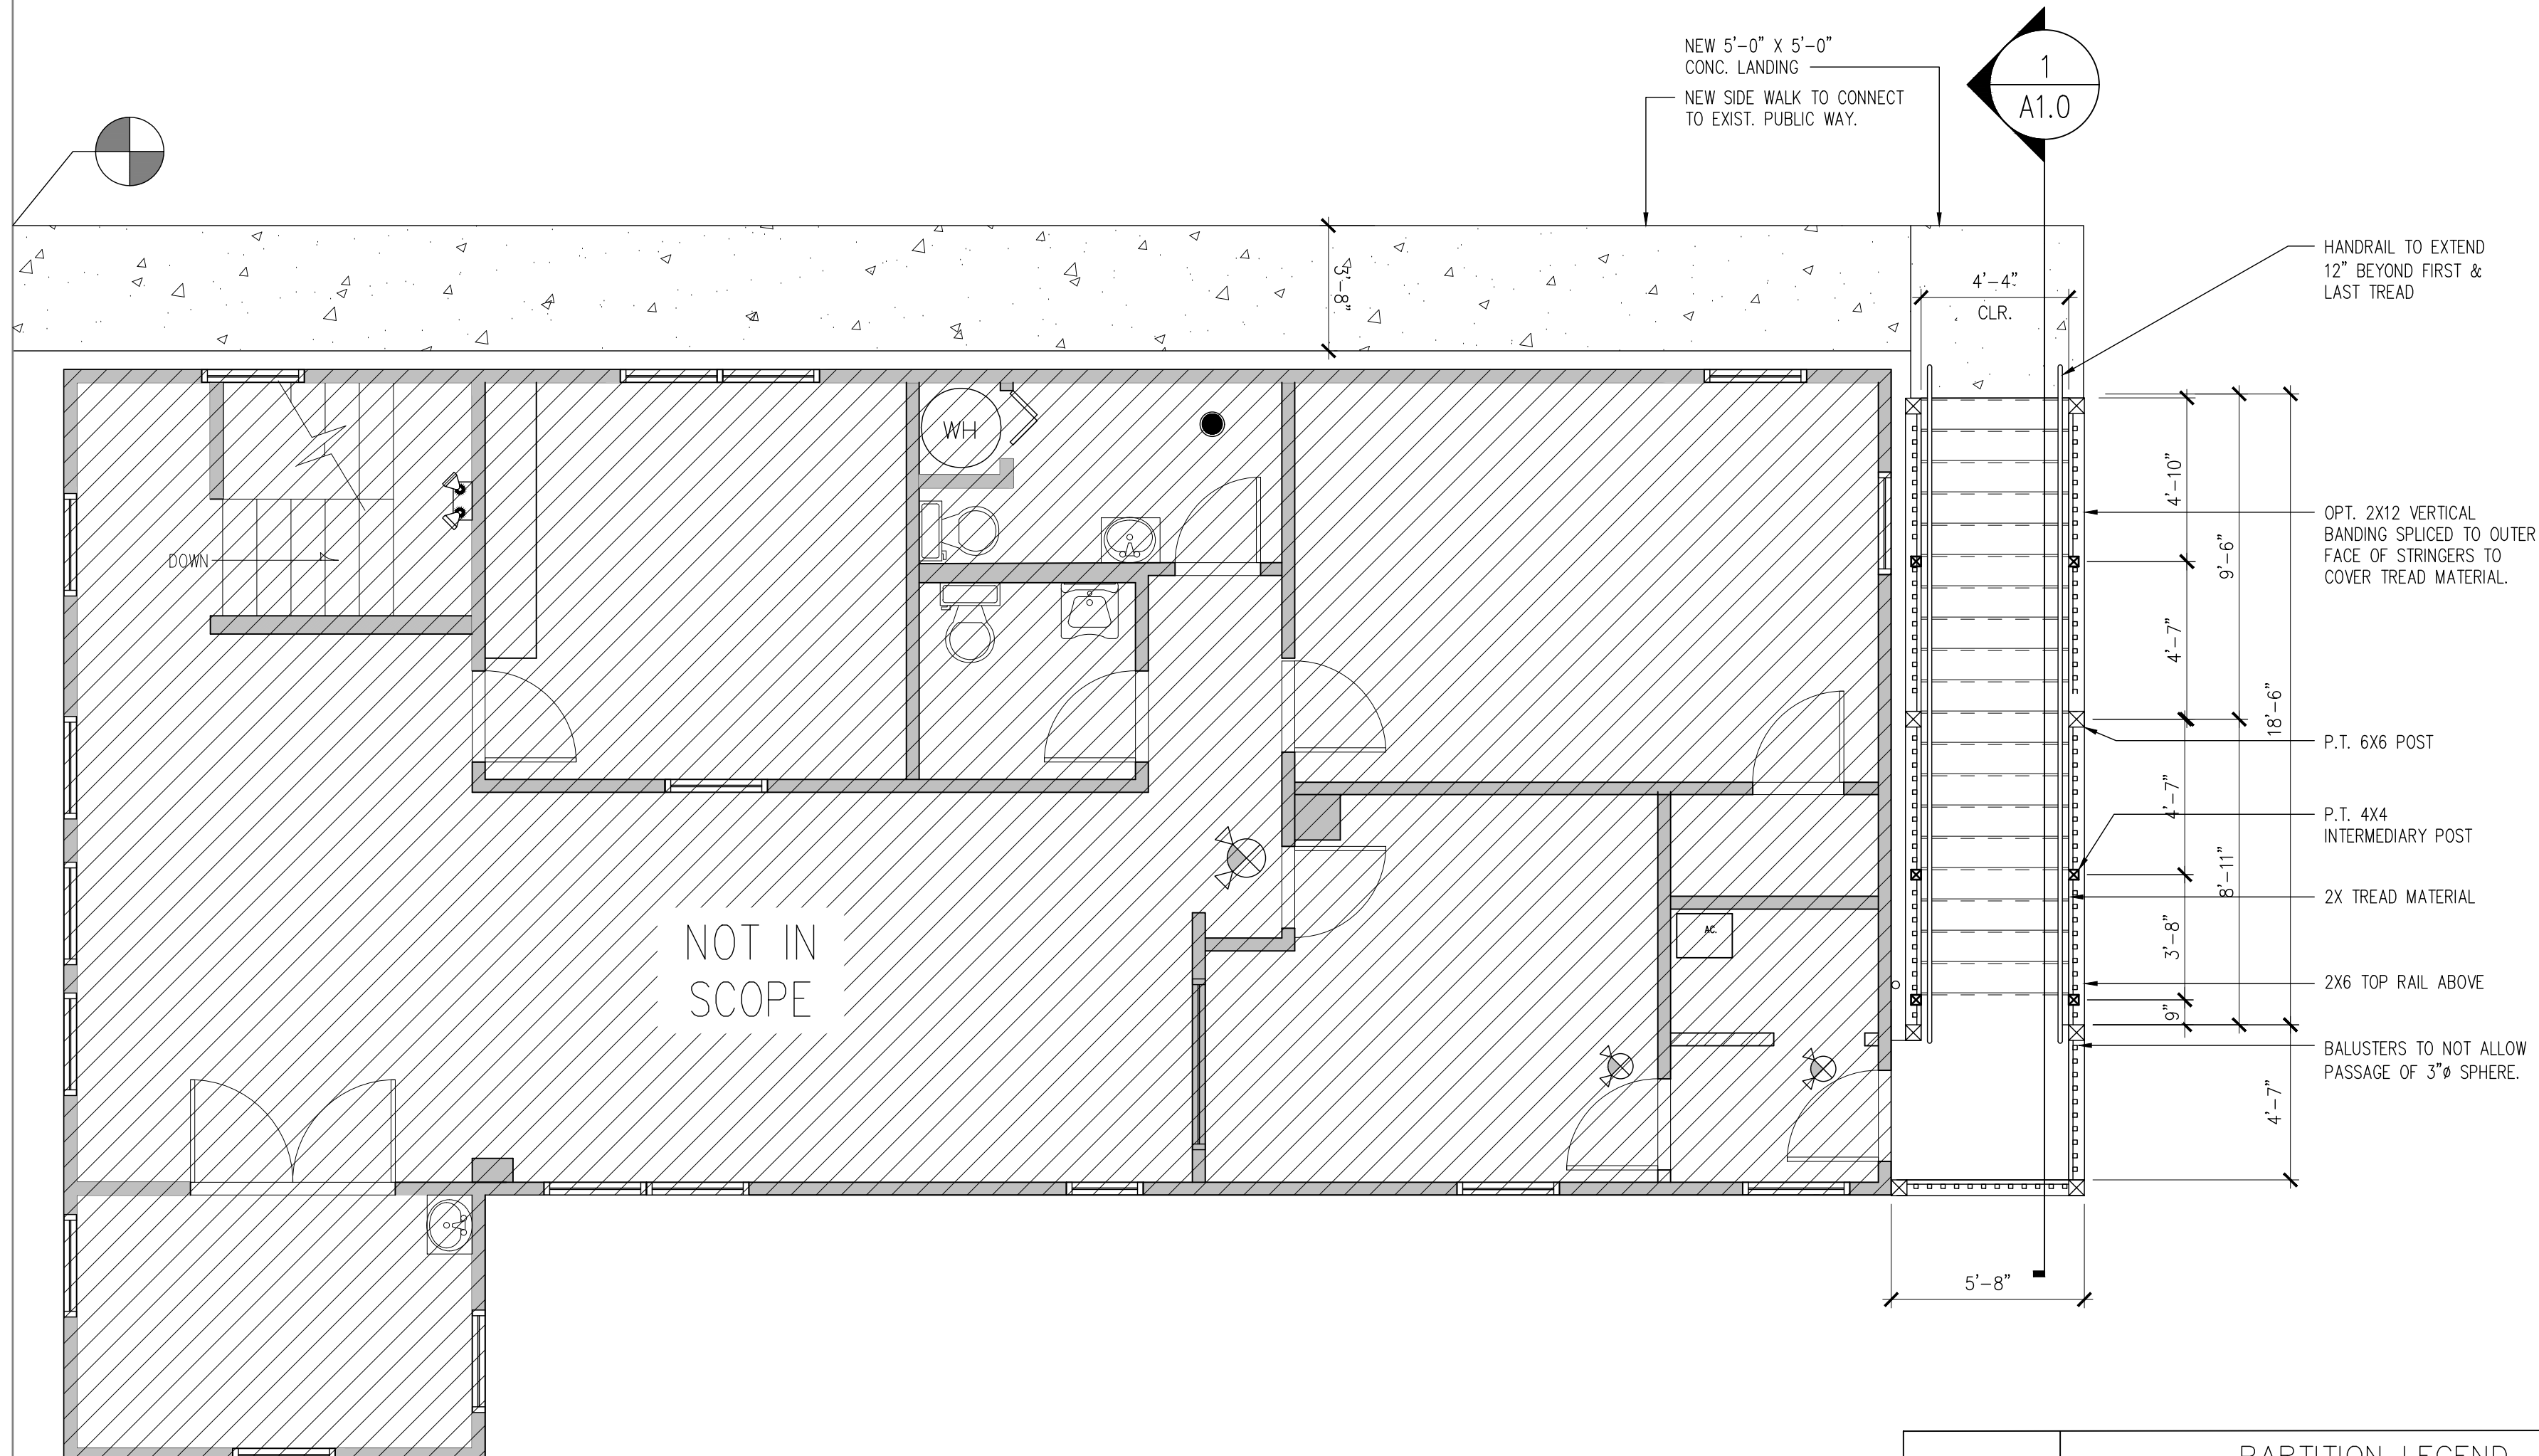 NEW 5'-0" X 5'-0"
CONC. LANDING
NEW SIDE WALK TO CONNECT
TO EXIST. PUBLIC WAY.
1
A1.0
HANDRAIL TO EXTEND
12" BEYOND FIRST &
LAST TREAD
3'-8"
4'-4"
CLR.
WH
DOWN
4'-10"
9'-6"
4'-7"
18'-6"
OPT. 2X12 VERTICAL
BANDING SPLICED TO OUTER
FACE OF STRINGERS TO
COVER TREAD MATERIAL.
P.T. 6X6 POST
4'-7"
P.T. 4X4
INTERMEDIARY POST
8'-11"
2X TREAD MATERIAL
3'-8"
2X6 TOP RAIL ABOVE
9"
BALUSTERS TO NOT ALLOW
PASSAGE OF 3"ø SPHERE.
4'-7"
NOT IN
SCOPE
AC.
5'-8"
PARTITION LEGEND